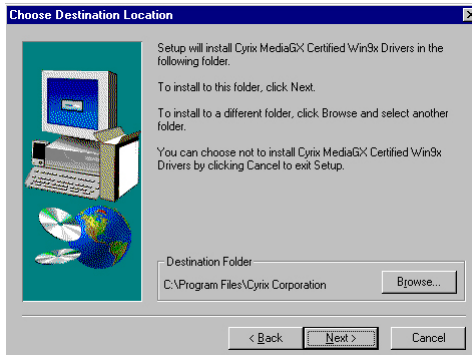 Choose Destination Location
Setup will install Cyrix MediaGX Certified Win9x Drivers in the
following folder.
To install to this folder, click Next.
To install to a different folder, click Browse and select another
folder.
You can choose not to install Cyrix MediaGX Certified Win9x
Drivers by clicking Cancel to exit Setup.
Destination Folder
C:\Program Files\Cyrix Corporation
Browse...
< Back
Next >
Cancel